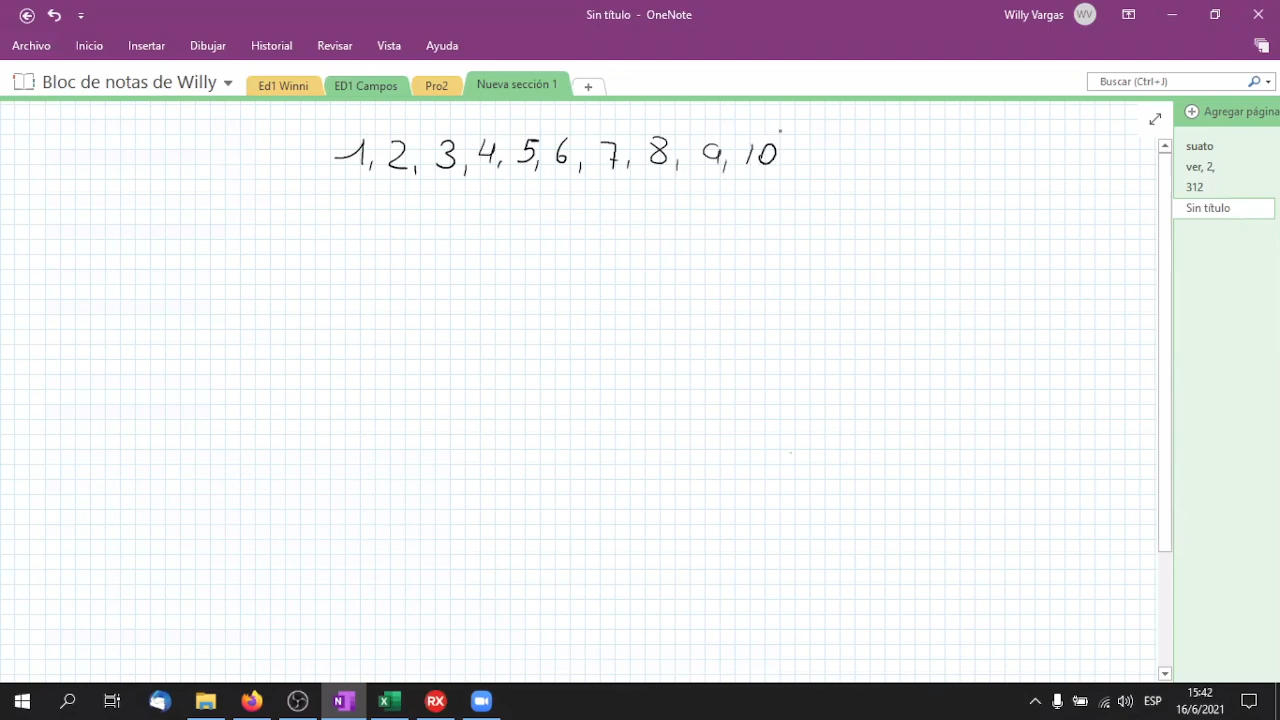 Sin título - OneNote
Willy Vargas WV
Archivo Inicio Insertar Dibujar Historial Revisar Vista Ayuda
Bloc de notas de Willy Ed1 Winni ED1 Campos Pro2 Nueva sección 1 + Buscar (Ctrl+J)
Agregar página
1, 2, 3, 4, 5, 6, 7, 8, 9, 10
suato
ver, 2,
312
Sin título
N X RX ESP 15:42
16/6/2021